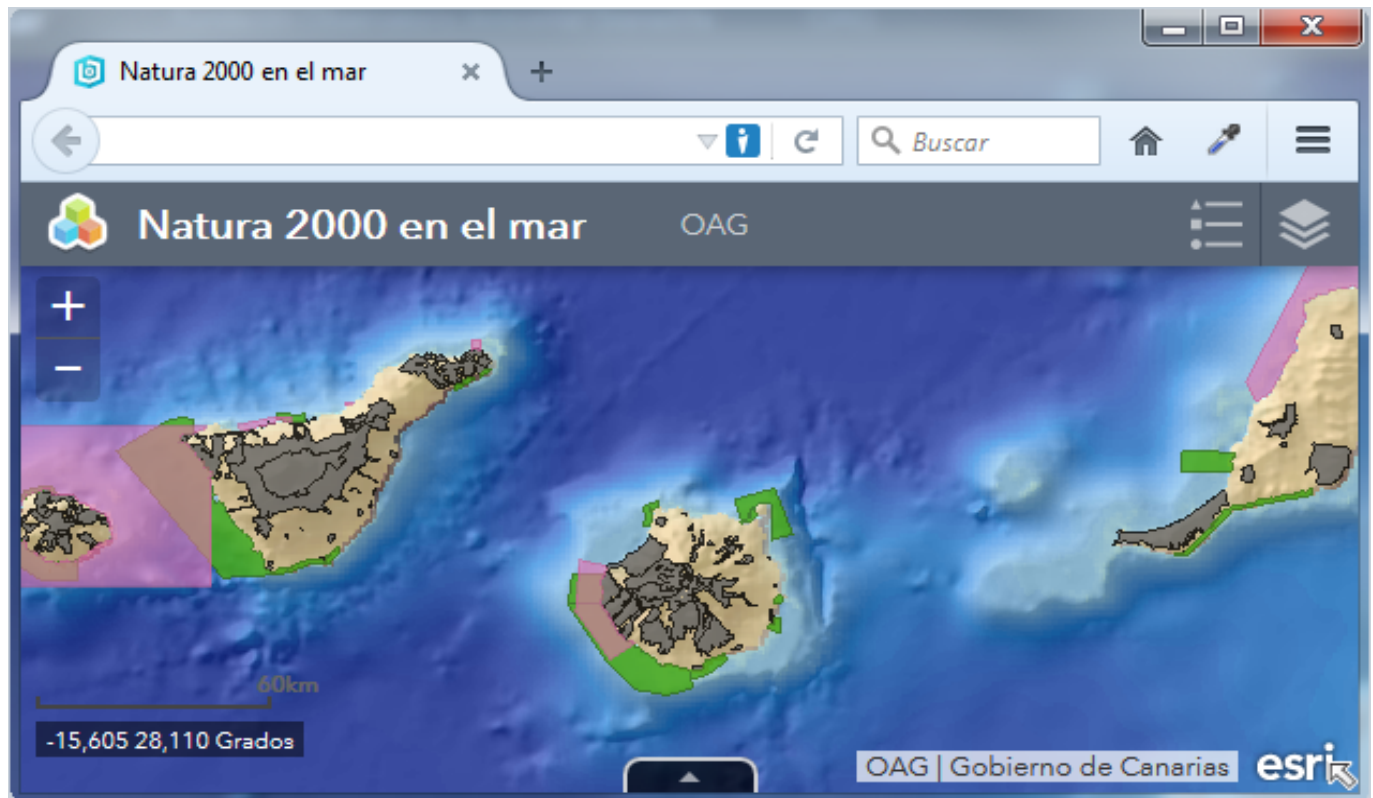 Natura 2000 en el mar
Buscar
Natura 2000 en el mar OAG
60km
-15,605 28,110 Grados
OAG | Gobierno de Canarias esri